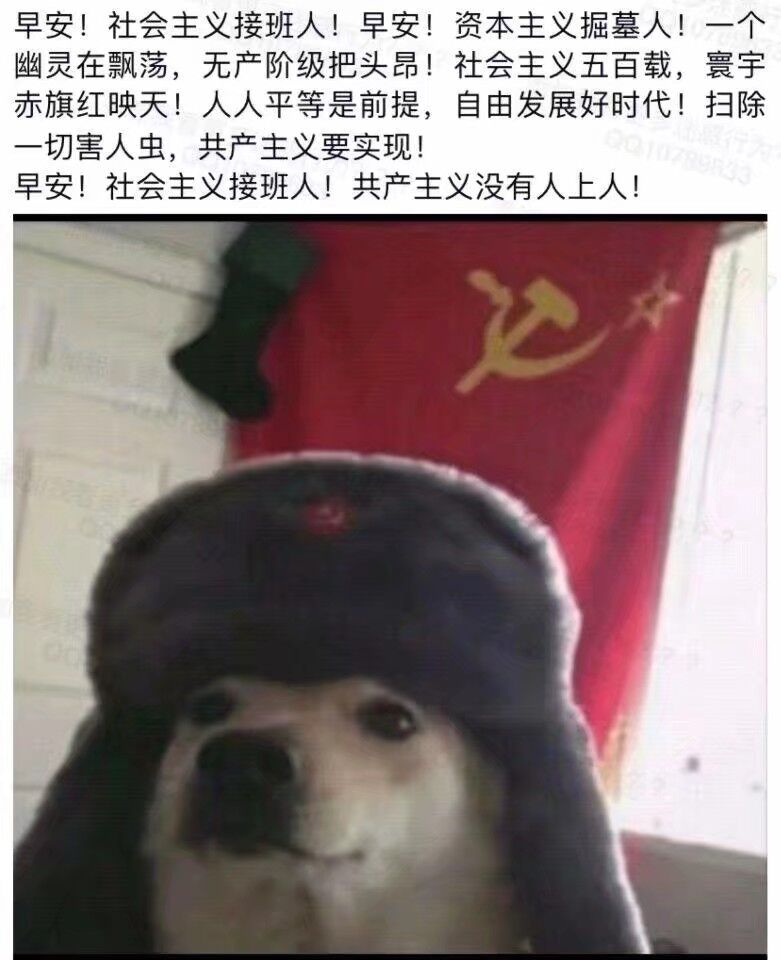 早安！社会主义接班人！早安！资本主义掘墓人！一个
幽灵在飘荡，无产阶级把头昂！社会主义五百载，寰宇
赤旗红映天！人人平等是前提，自由发展好时代！扫除
一切害人虫，共产主义要实现！
早安！社会主义接班人！共产主义没有人上人！